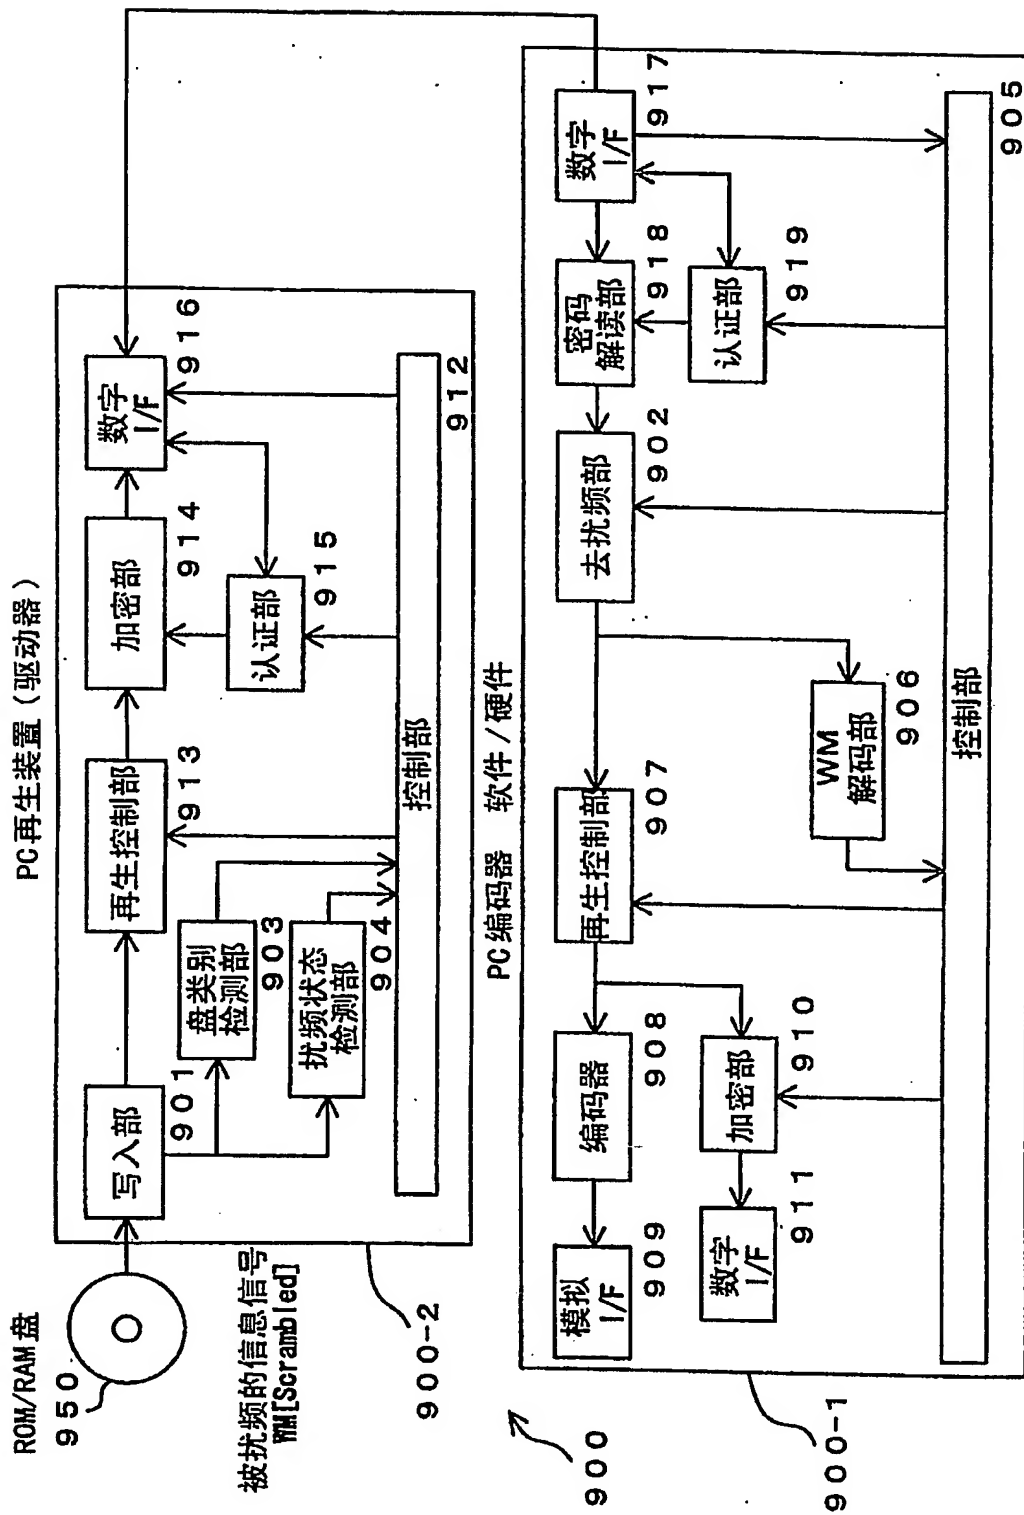 ROM/RAM盘
950
PC再生装置(驱动器)
写入部
901
再生控制部
913
加密部
914
数字
I/F
916
盘类别
检测部
903
扰频状态
检测部
904
认证部
915
控制部
912
被扰频的信息信号
WM[Scrambled]
900-2
PC编码器 软件/硬件
900
900-1
模拟
I/F
909
编码器
908
再生控制部
907
去扰频部
902
密码
解读部
918
数字
I/F
917
数字
I/F
911
加密部
910
WM
解码部
906
认证部
919
控制部
905